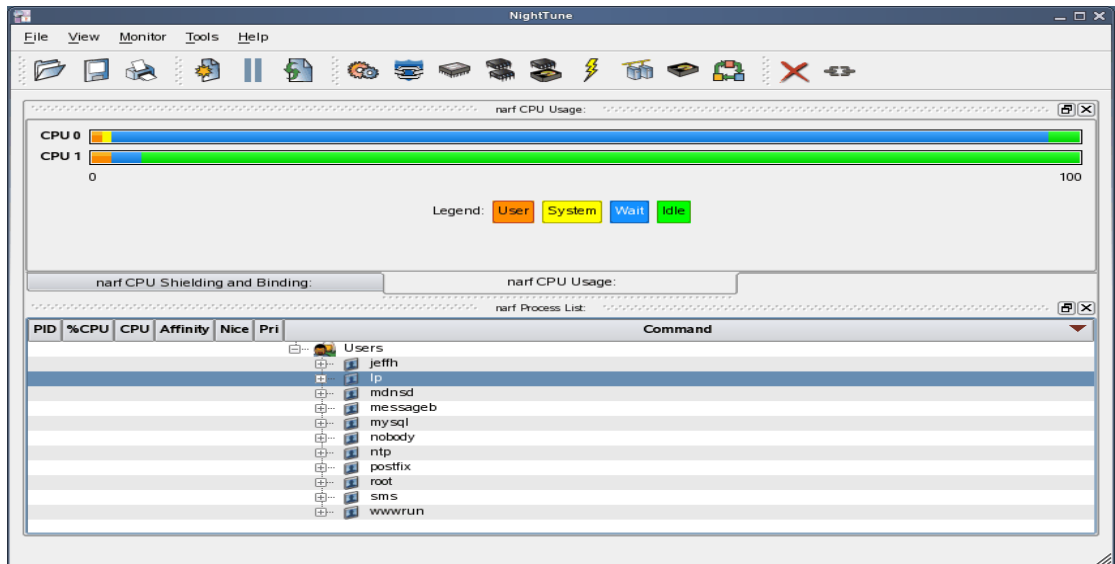 NightTune
File View Monitor Tools Help
narf CPU Usage:
CPU 0
CPU 1
0 100
Legend: User System Wait Idle
narf CPU Shielding and Binding: narf CPU Usage:
narf Process List:
PID %CPU CPU Affinity Nice Pri Command
Users
jeffh
lp
mdnsd
messageb
mysql
nobody
ntp
postfix
root
sms
wwwrun